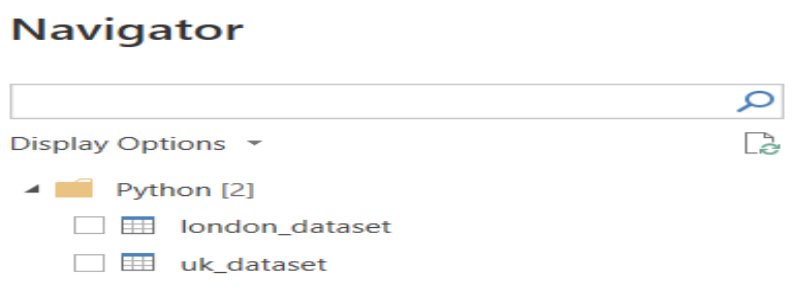 Navigator
Display Options
Python [2]
london_dataset
uk_dataset